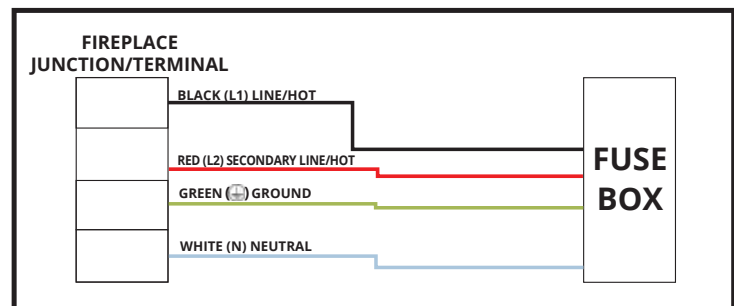 FIREPLACE
JUNCTION/TERMINAL
BLACK (L1) LINE/HOT
RED (L2) SECONDARY LINE/HOT
GREEN (⏚) GROUND
WHITE (N) NEUTRAL
FUSE
BOX